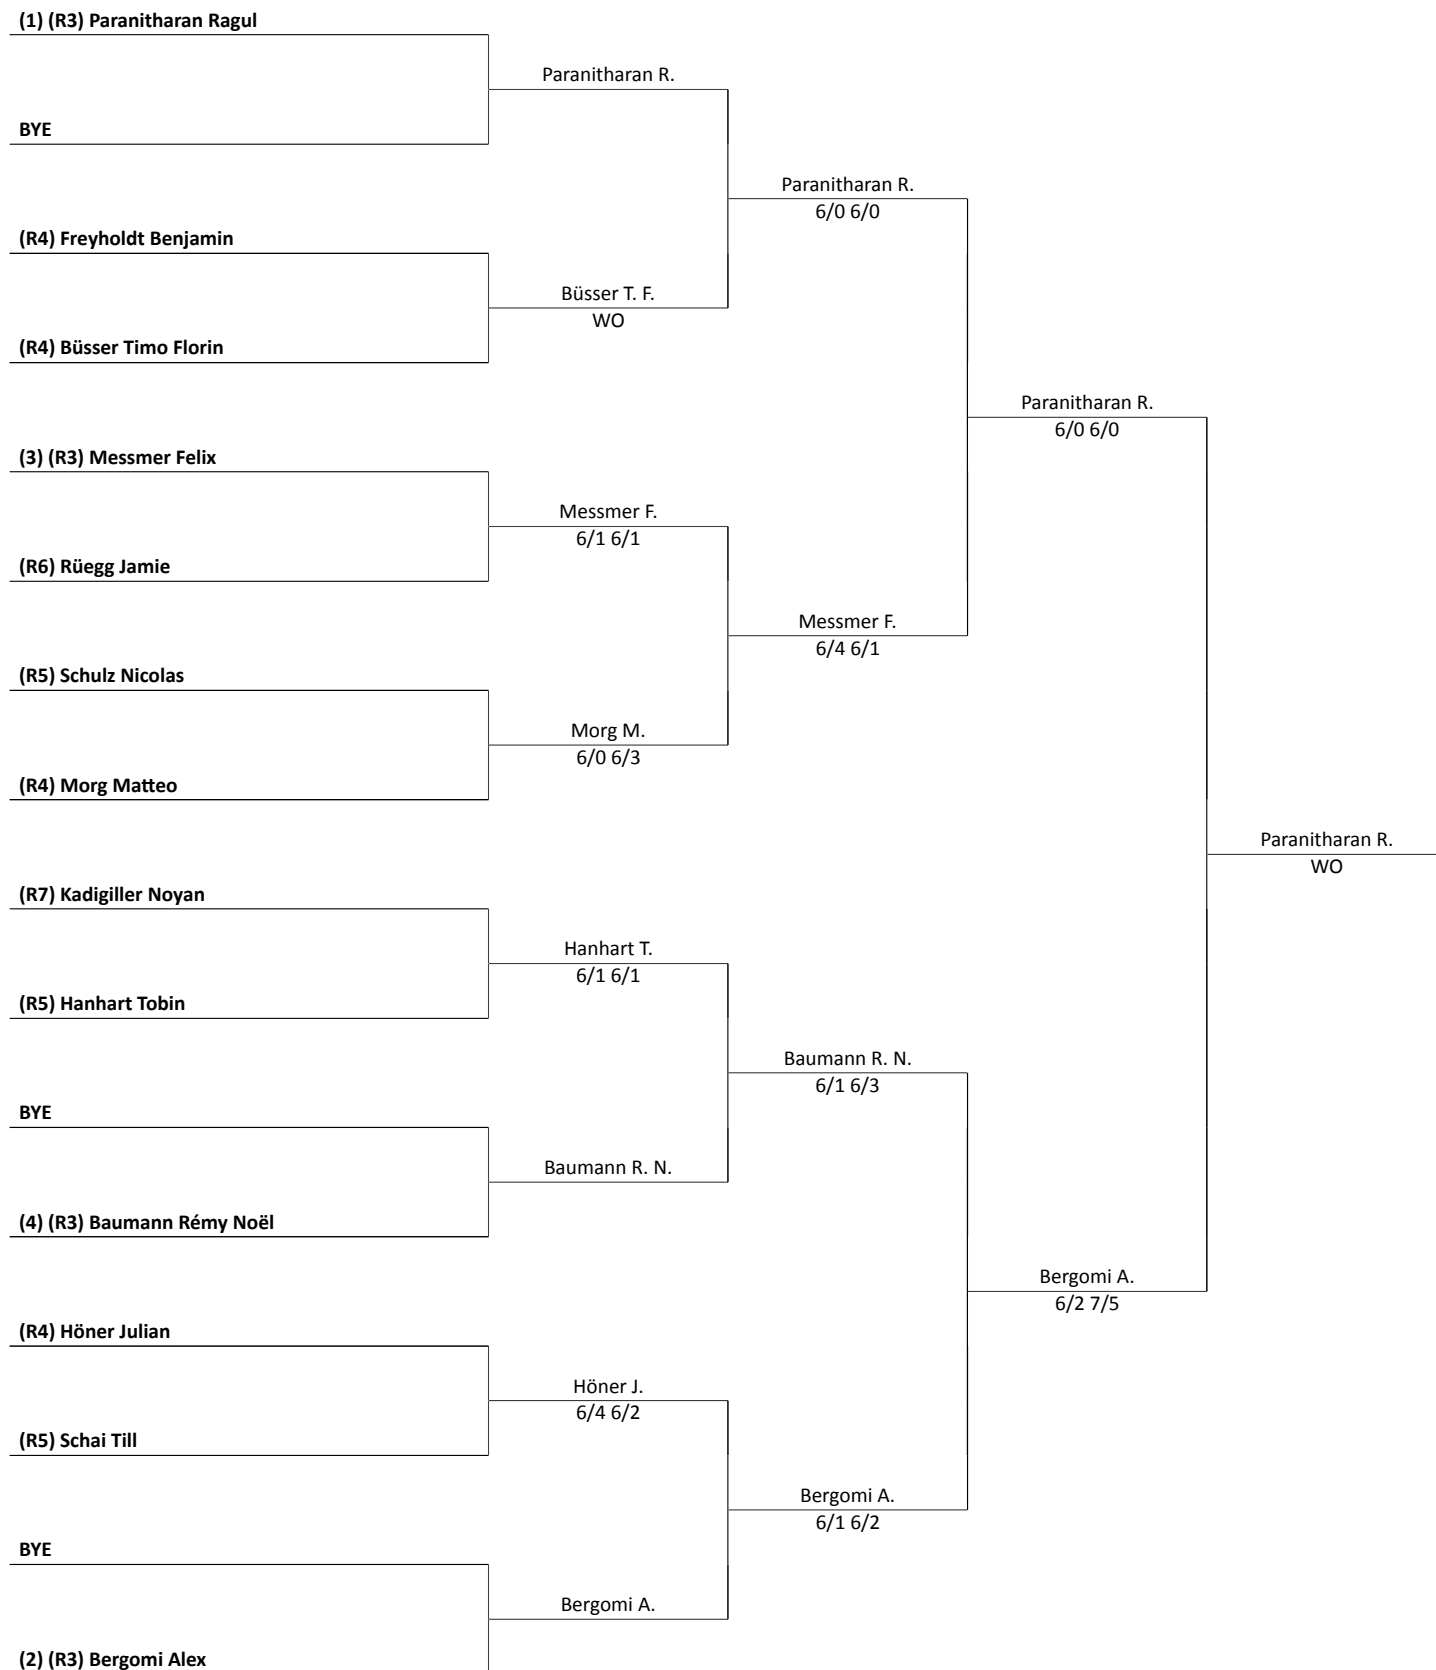 (1) (R3) Paranitharan Ragul
Paranitharan R.
BYE
Paranitharan R.
6/0 6/0
(R4) Freyholdt Benjamin
Büsser T. F.
WO
(R4) Büsser Timo Florin
Paranitharan R.
6/0 6/0
(3) (R3) Messmer Felix
Messmer F.
6/1 6/1
(R6) Rüegg Jamie
Messmer F.
6/4 6/1
(R5) Schulz Nicolas
Morg M.
6/0 6/3
(R4) Morg Matteo
Paranitharan R.
WO
(R7) Kadigiller Noyan
Hanhart T.
6/1 6/1
(R5) Hanhart Tobin
Baumann R. N.
6/1 6/3
BYE
Baumann R. N.
(4) (R3) Baumann Rémy Noël
Bergomi A.
6/2 7/5
(R4) Höner Julian
Höner J.
6/4 6/2
(R5) Schai Till
Bergomi A.
6/1 6/2
BYE
Bergomi A.
(2) (R3) Bergomi Alex